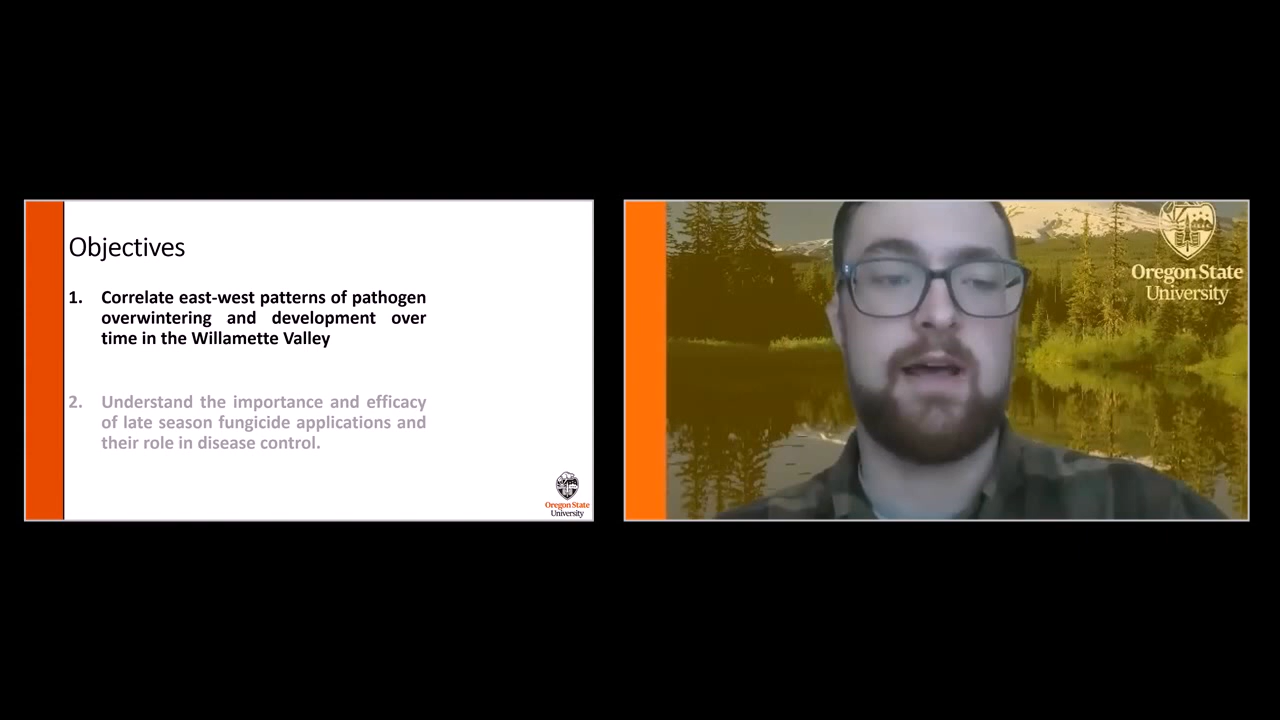 Objectives
1. Correlate east-west patterns of pathogen
overwintering and development over
time in the Willamette Valley
2. Understand the importance and efficacy
of late season fungicide applications and
their role in disease control.
Oregon State
University
Oregon State
University